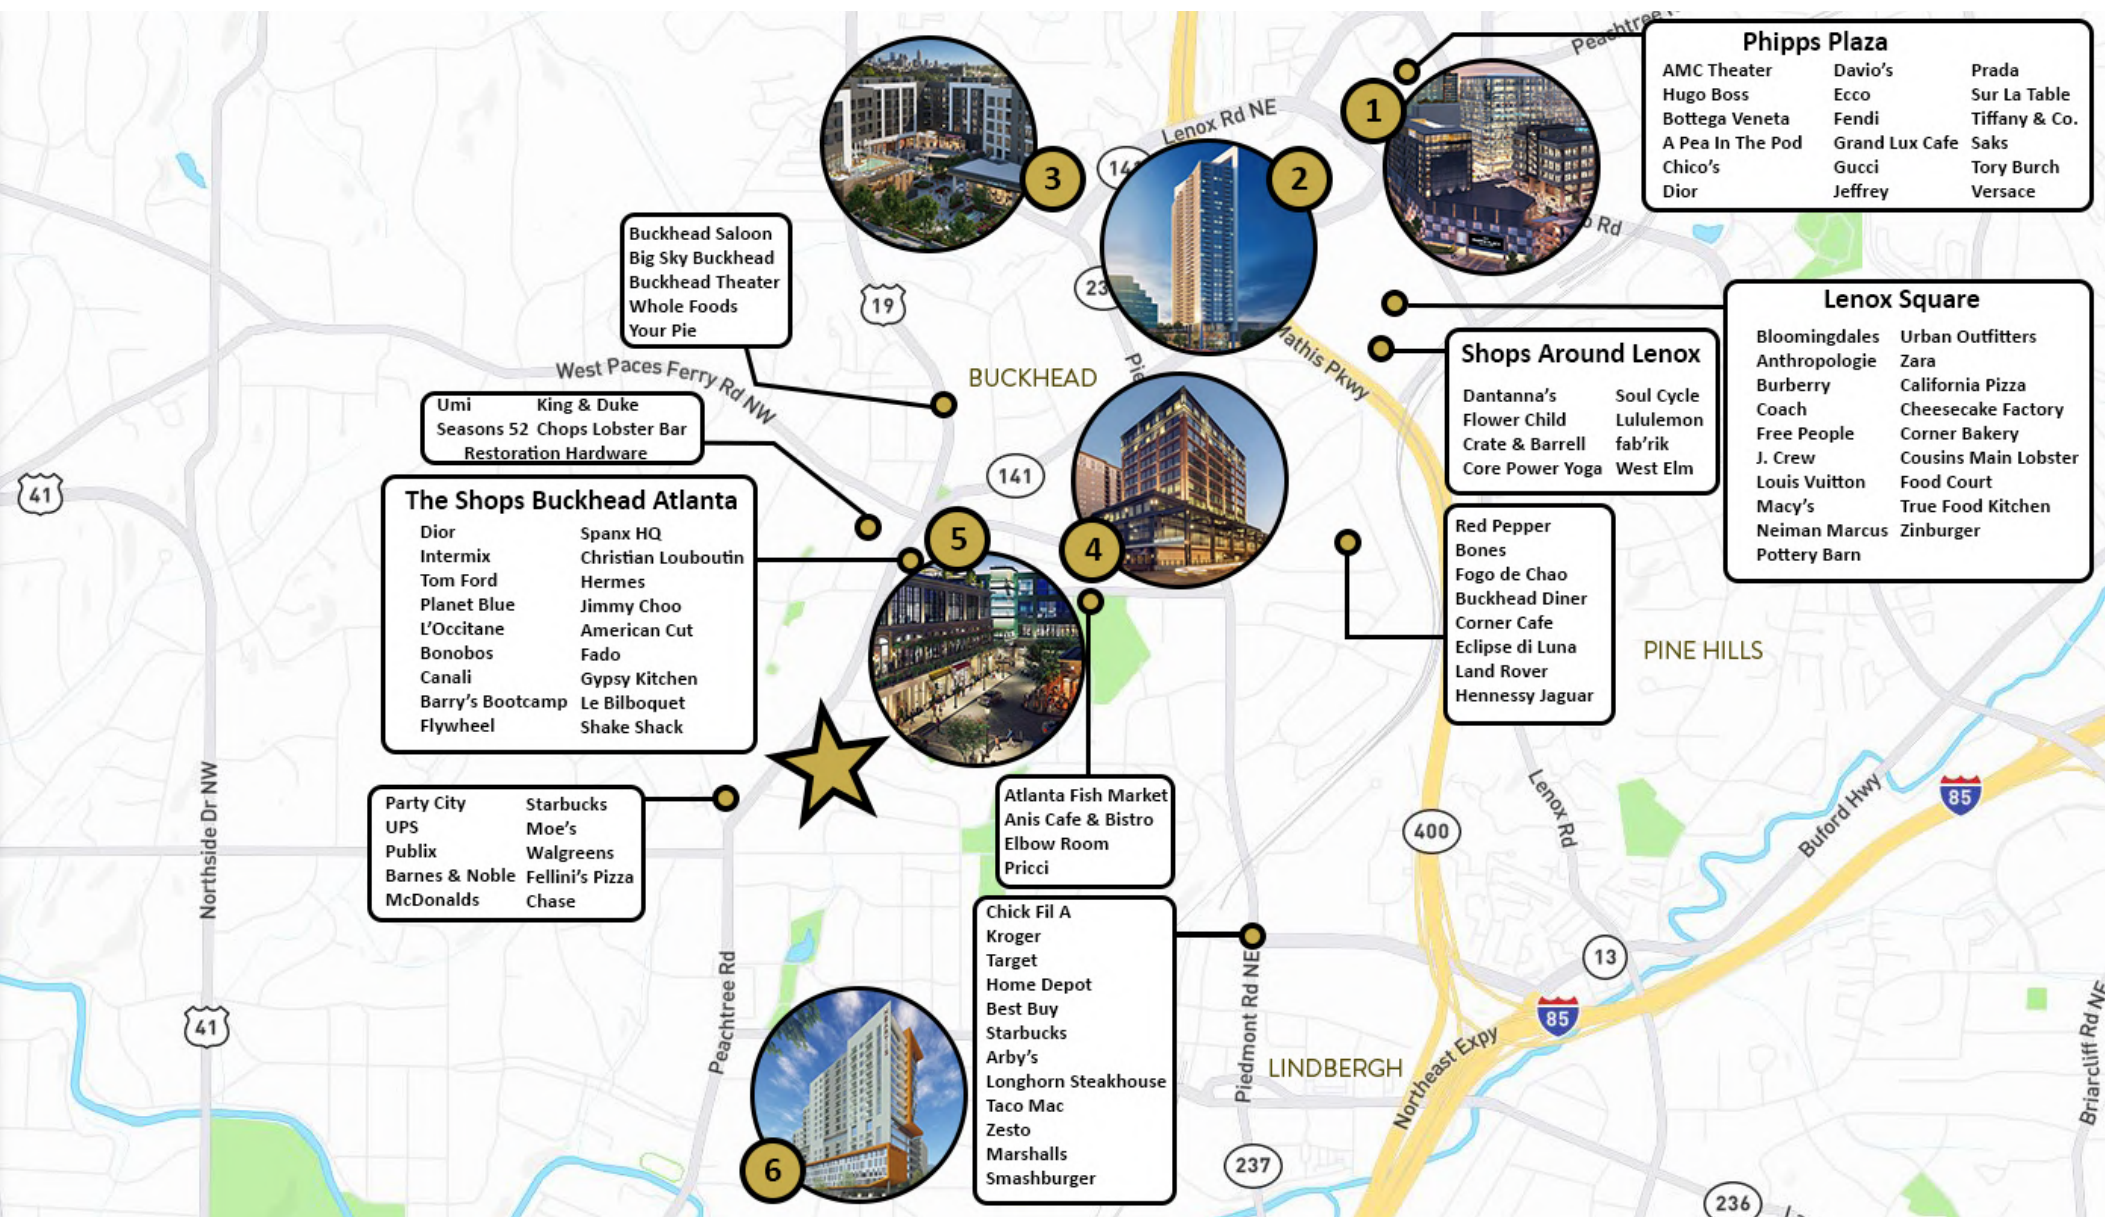 Phipps Plaza
AMC Theater
Hugo Boss
Bottega Veneta
A Pea In The Pod
Chico's
Dior
Davio's
Ecco
Fendi
Grand Lux Cafe
Gucci
Jeffrey
Prada
Sur La Table
Tiffany & Co.
Saks
Tory Burch
Versace
1
Lenox Rd NE
3
2
Rd
Buckhead Saloon
Big Sky Buckhead
Buckhead Theater
Whole Foods
Your Pie
19
23
Lenox Square
Bloomingdales
Anthropologie
Burberry
Coach
Free People
J. Crew
Louis Vuitton
Macy's
Neiman Marcus
Pottery Barn
Urban Outfitters
Zara
California Pizza
Cheesecake Factory
Corner Bakery
Cousins Main Lobster
Food Court
True Food Kitchen
Zinburger
Shops Around Lenox
Dantanna's
Flower Child
Crate & Barrell
Core Power Yoga
Soul Cycle
Lululemon
fab'rik
West Elm
Mathis Pkwy
West Paces Ferry Rd NW
BUCKHEAD
Umi
King & Duke
Seasons 52
Chops Lobster Bar
Restoration Hardware
41
141
The Shops Buckhead Atlanta
Dior
Intermix
Tom Ford
Planet Blue
L'Occitane
Bonobos
Canali
Barry's Bootcamp
Flywheel
Spanx HQ
Christian Louboutin
Hermes
Jimmy Choo
American Cut
Fado
Gypsy Kitchen
Le Bilboquet
Shake Shack
5
4
Red Pepper
Bones
Fogo de Chao
Buckhead Diner
Corner Cafe
Eclipse di Luna
Land Rover
Hennessy Jaguar
PINE HILLS
Party City
UPS
Publix
Barnes & Noble
McDonalds
Starbucks
Moe's
Walgreens
Fellini's Pizza
Chase
Atlanta Fish Market
Anis Cafe & Bistro
Elbow Room
Pricci
Northside Dr NW
400
Lenox Rd
Buford Hwy
85
Chick Fil A
Kroger
Target
Home Depot
Best Buy
Starbucks
Arby's
Longhorn Steakhouse
Taco Mac
Zesto
Marshalls
Smashburger
13
85
41
Peachtree Rd
Piedmont Rd NE
LINDBERGH
Northeast Expy
Briarcliff Rd NE
6
237
236